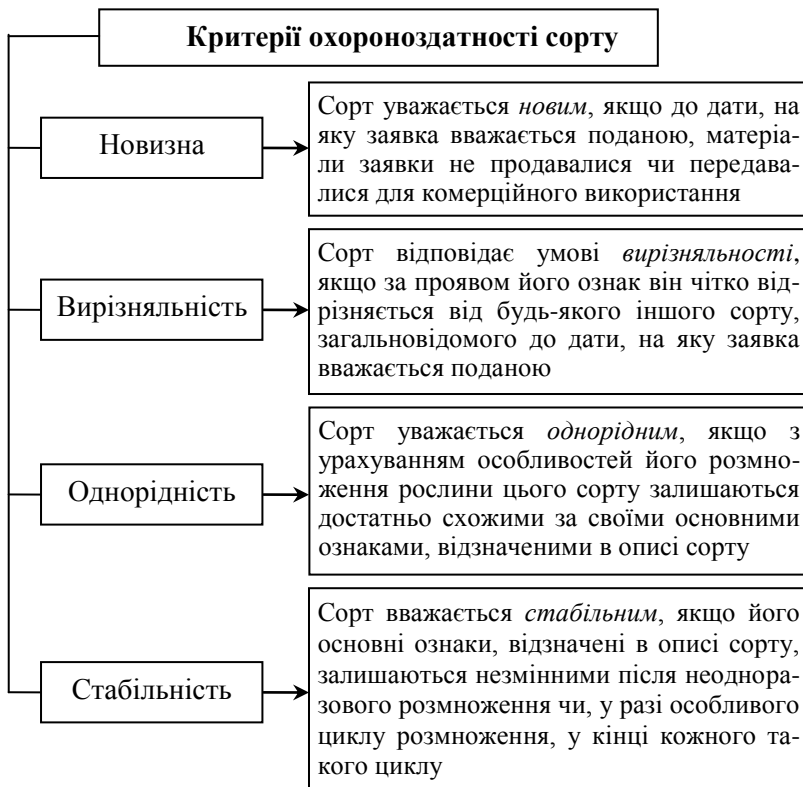 Критерії охороноздатності сорту
Новизна
Сорт уважається новим, якщо до дати, на
яку заявка вважається поданою, матеріа-
ли заявки не продавалися чи передава-
лися для комерційного використання
Вирізняльність
Сорт відповідає умові вирізняльності,
якщо за проявом його ознак він чітко від-
різняється від будь-якого іншого сорту,
загальновідомого до дати, на яку заявка
вважається поданою
Однорідність
Сорт уважається однорідним, якщо з
урахуванням особливостей його розмно-
ження рослини цього сорту залишаються
достатньо схожими за своїми основними
ознаками, відзначеними в описі сорту
Стабільність
Сорт вважається стабільним, якщо його
основні ознаки, відзначені в описі сорту,
залишаються незмінними після неоднора-
зового розмноження чи, у разі особливого
циклу розмноження, у кінці кожного та-
кого циклу